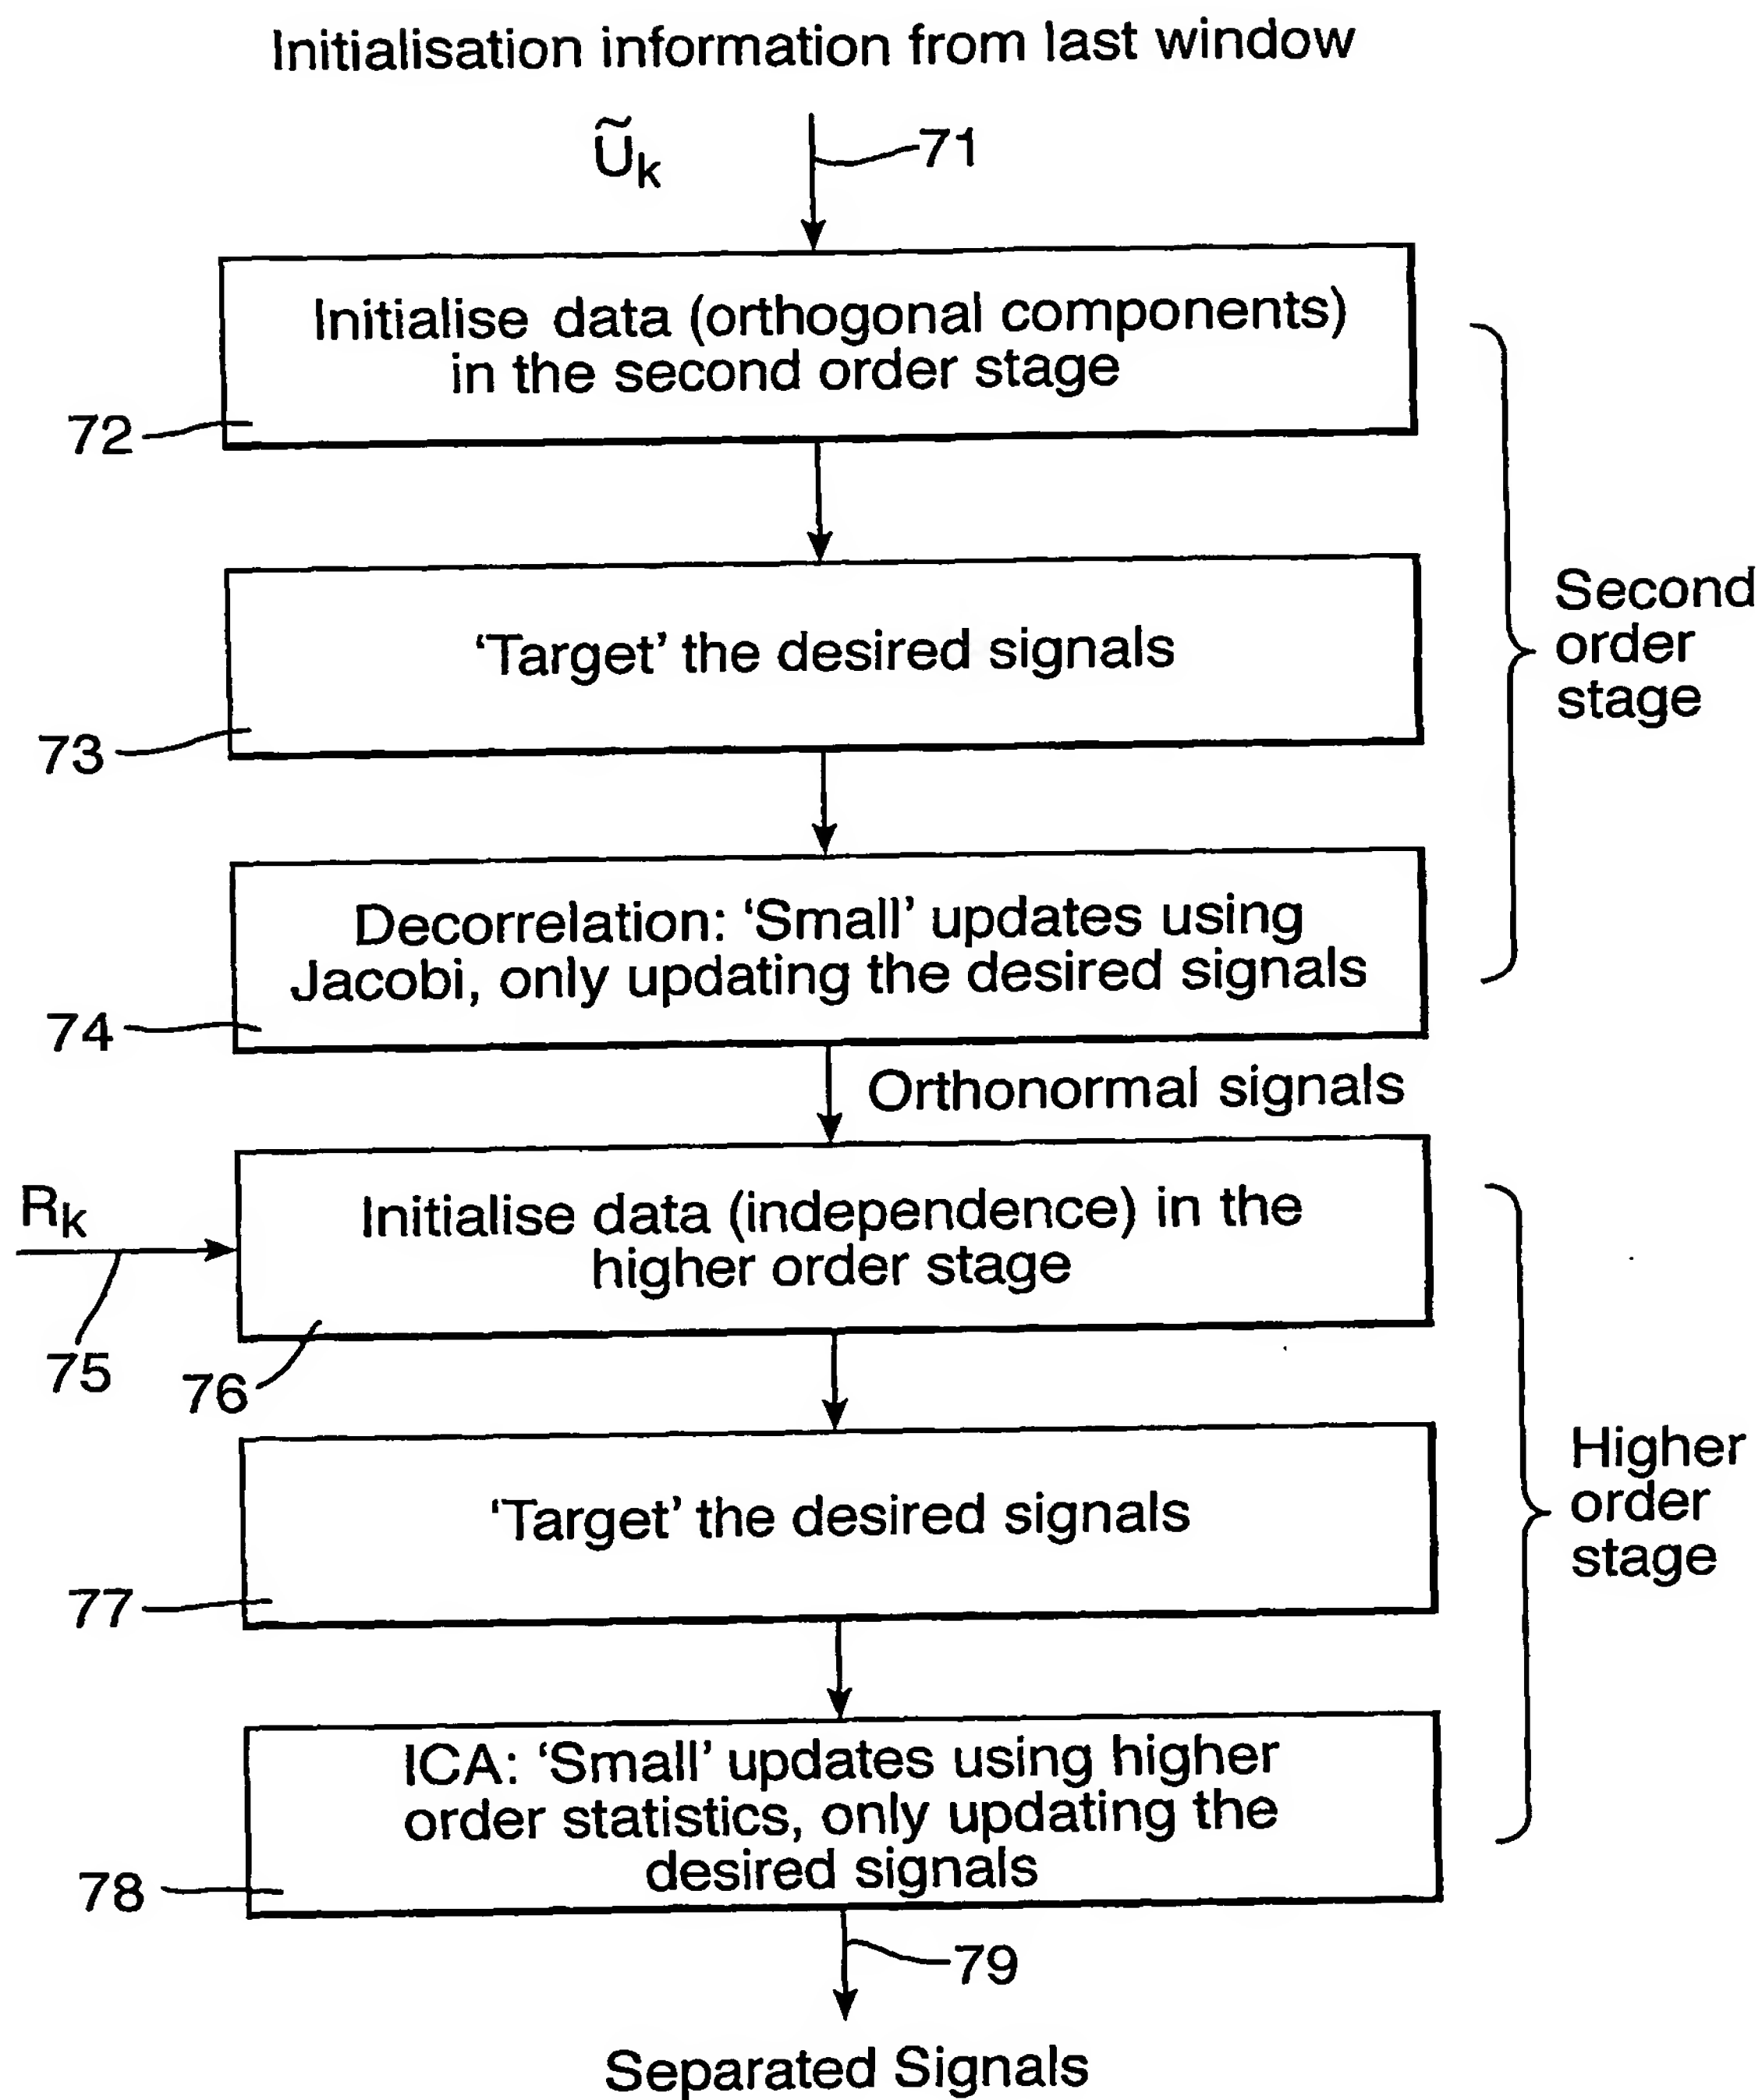 Initialisation information from last window
Ũk
71
Initialise data (orthogonal components)
in the second order stage
72
'Target' the desired signals
73
Second
order
stage
Decorrelation: 'Small' updates using
Jacobi, only updating the desired signals
74
Orthonormal signals
Rk
75
Initialise data (independence) in the
higher order stage
76
'Target' the desired signals
77
Higher
order
stage
ICA: 'Small' updates using higher
order statistics, only updating the
desired signals
78
79
Separated Signals